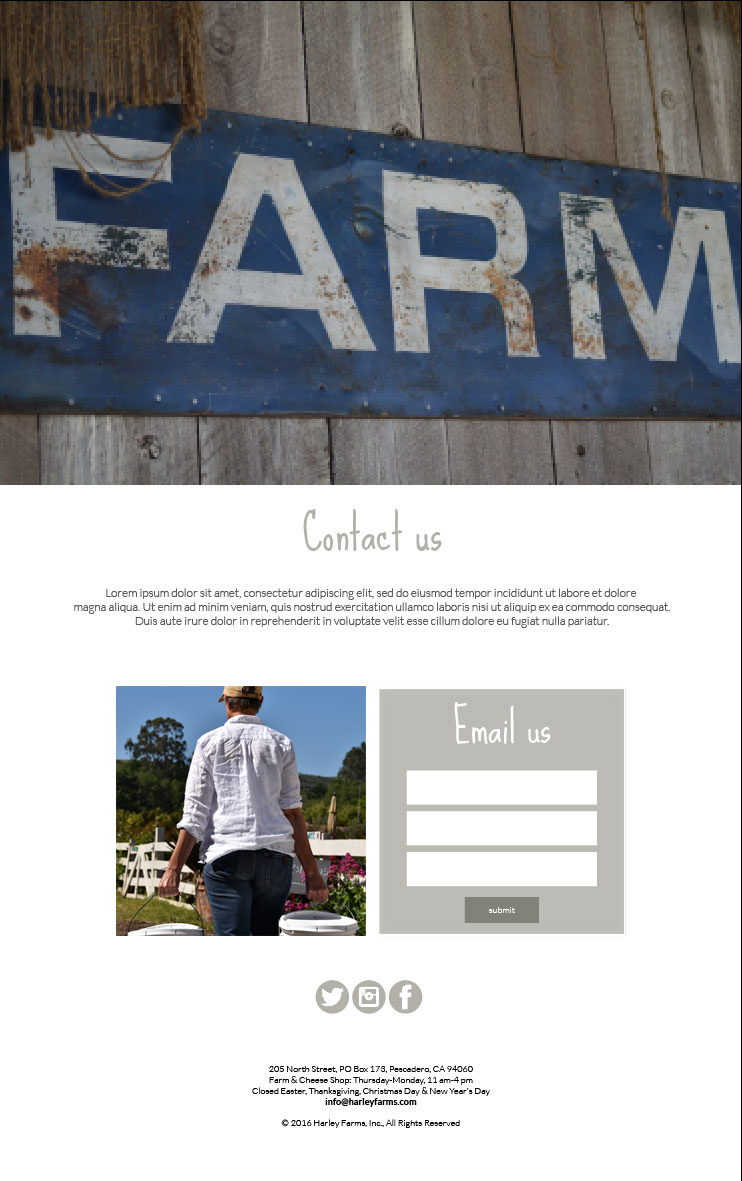 FARM
Contact us
Lorem ipsum dolor sit amet, consectetur adipiscing elit, sed do eiusmod tempor incididunt ut labore et dolore
magna aliqua. Ut enim ad minim veniam, quis nostrud exercitation ullamco laboris nisi ut aliquip ex ea commodo consequat.
Duis aute irure dolor in reprehenderit in voluptate velit esse cillum dolore eu fugiat nulla pariatur.
Email us
submit
205 North Street, PO Box 173, Pescadero, CA 94060
Farm & Cheese Shop: Thursday-Monday, 11 am-4 pm
Closed Easter, Thanksgiving, Christmas Day & New Year's Day
info@harleyfarms.com
© 2016 Harley Farms, Inc., All Rights Reserved